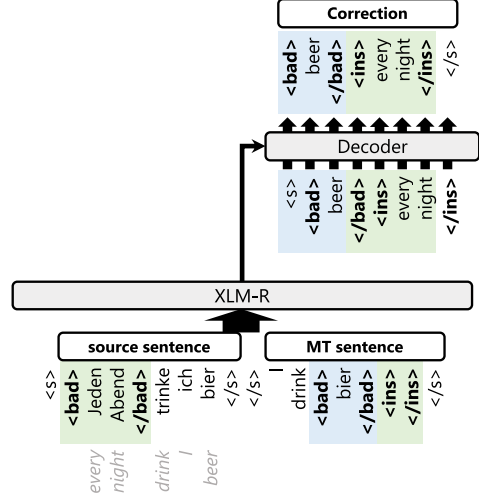 Correction
<bad> beer </bad> <ins> every night </ins> </s>
Decoder
<s> <bad> beer </bad> <ins> every night </ins>
XLM-R
source sentence
MT sentence
<s> <bad> Jeden Abend </bad> trinke ich bier </s> </s> I drink <bad> bier </bad> <ins> </ins> </s>
every night drink I beer